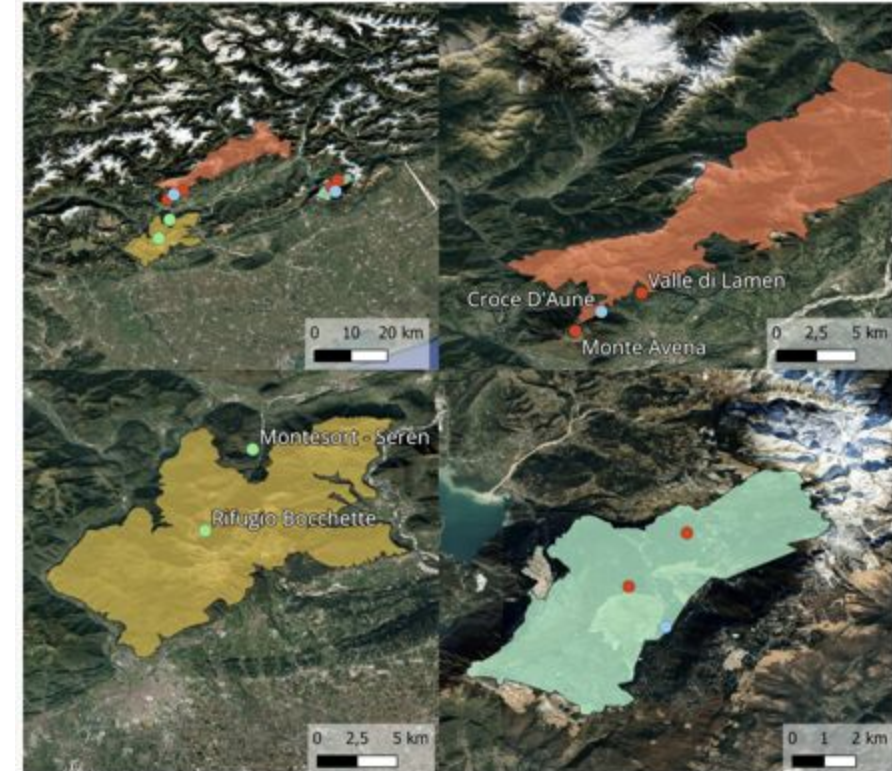 0 10 20 km
Valle di Lamen
Croce D'Aune
0 2,5 5 km
Monte Avena
Montesort - Seren
Rifugio Bocchette
0 2,5 5 km
0 1 2 km